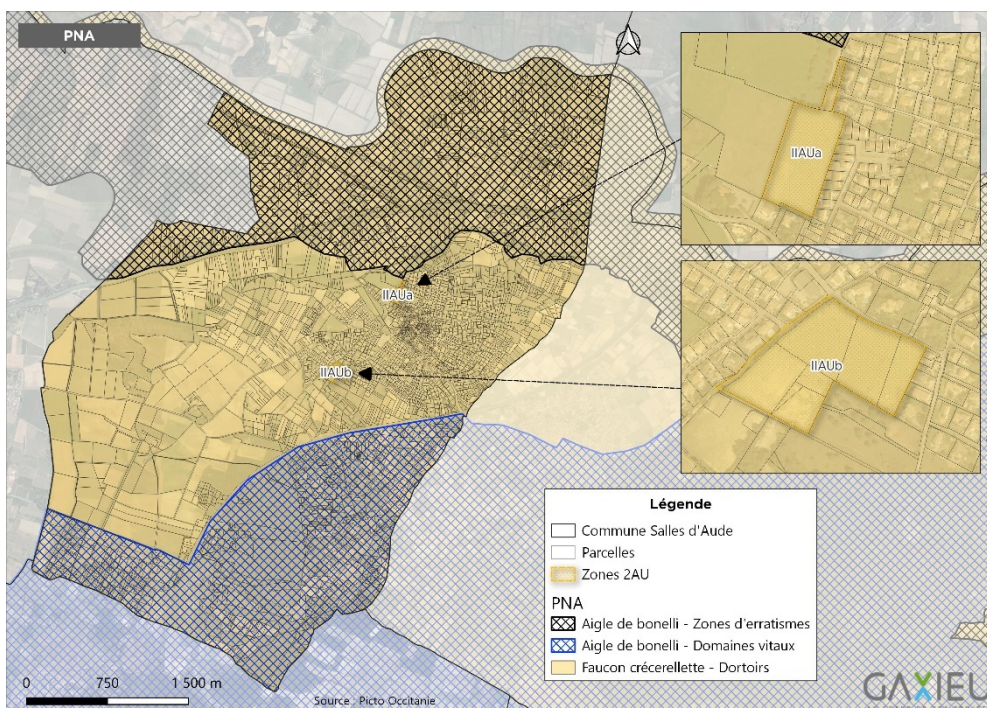 PNA
IIAUa
IIAUb
IIAUa
IIAUb
Légende
Commune Salles d'Aude
Parcelles
Zones 2AU
PNA
Aigle de bonelli - Zones d'erratismes
Aigle de bonelli - Domaines vitaux
Faucon crécerellette - Dortoirs
0 750 1 500 m
Source : Picto Occitanie
GAXIEU